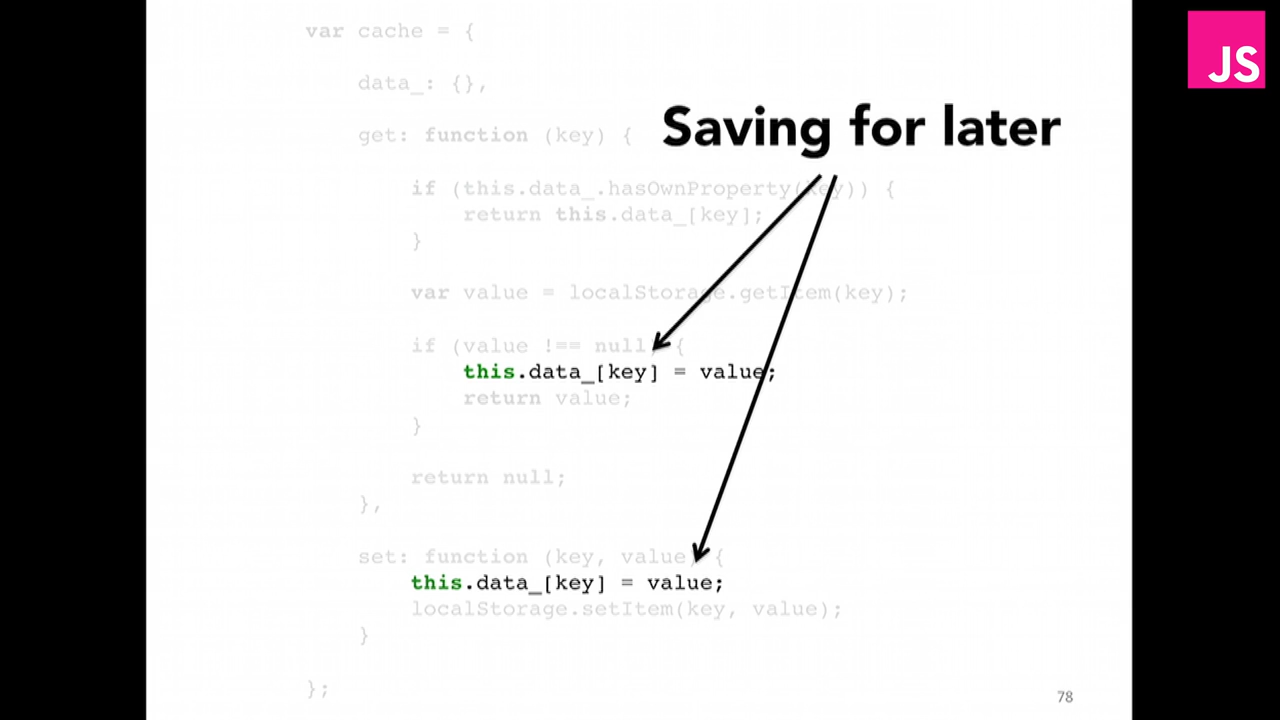 JS
var cache = {
data_: {},
Saving for later
get: function (key) {
if (this.data_.hasOwnProperty(key)) {
return this.data_[key];
}
var value = localStorage.getItem(key);
if (value !== null) {
this.data_[key] = value;
return value;
}
return null;
},
set: function (key, value) {
this.data_[key] = value;
localStorage.setItem(key, value);
}
};
78